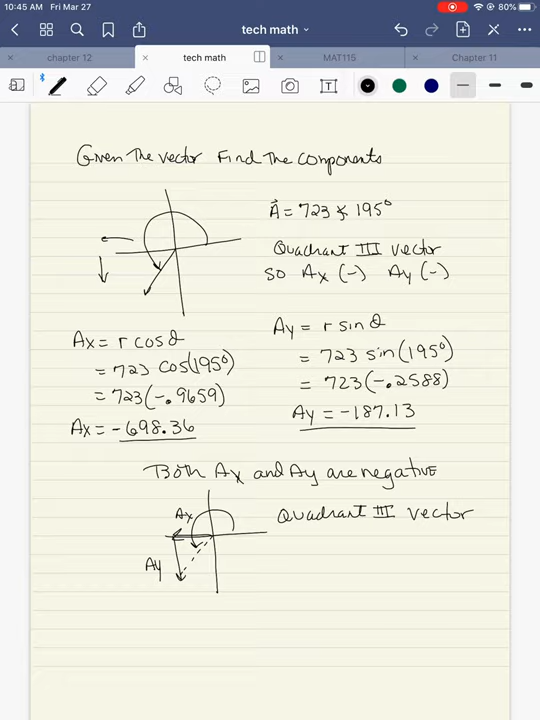 10:45 AM Fri Mar 27
80%
tech math
chapter 12
tech math
MAT115
Chapter 11
T
Given The vector Find The components
A⃗ = 723 ∡ 195°
Quadrant III vector
so Ax (-) Ay (-)
Ax = r cos θ
= 723 cos(195°)
= 723(-.9659)
Ax = -698.36
Ay = r sin θ
= 723 sin(195°)
= 723(-.2588)
Ay = -187.13
Both Ax and Ay are negative
Ax
Quadrant III vector
Ay